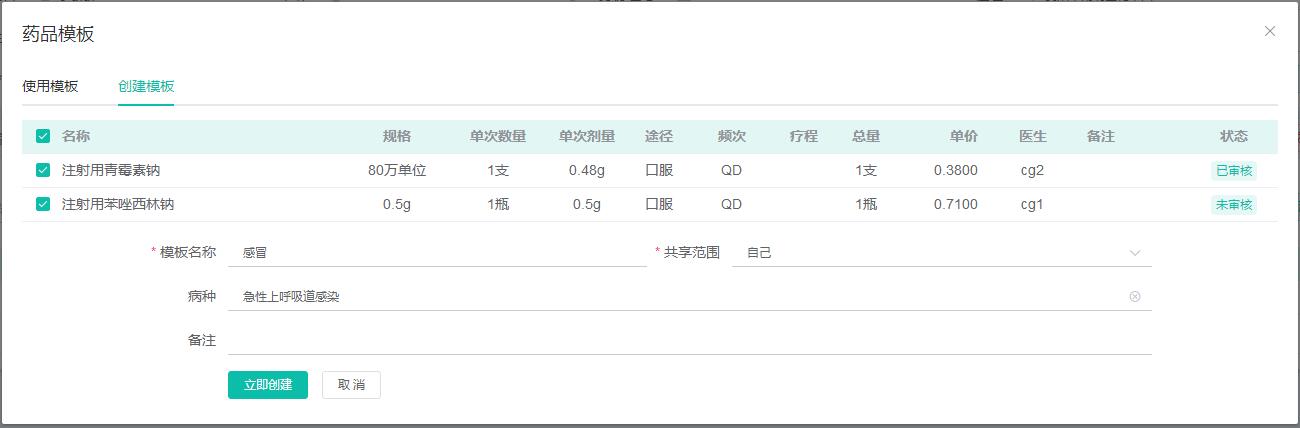 药品模板
使用模板 创建模板
名称 规格 单次数量 单次剂量 途径 频次 疗程 总量 单价 医生 备注 状态
注射用青霉素钠 80万单位 1支 0.48g 口服 QD 1支 0.3800 cg2 已审核
注射用苯唑西林钠 0.5g 1瓶 0.5g 口服 QD 1瓶 0.7100 cg1 未审核
* 模板名称 感冒 * 共享范围 自己
病种 急性上呼吸道感染
备注
立即创建 取消